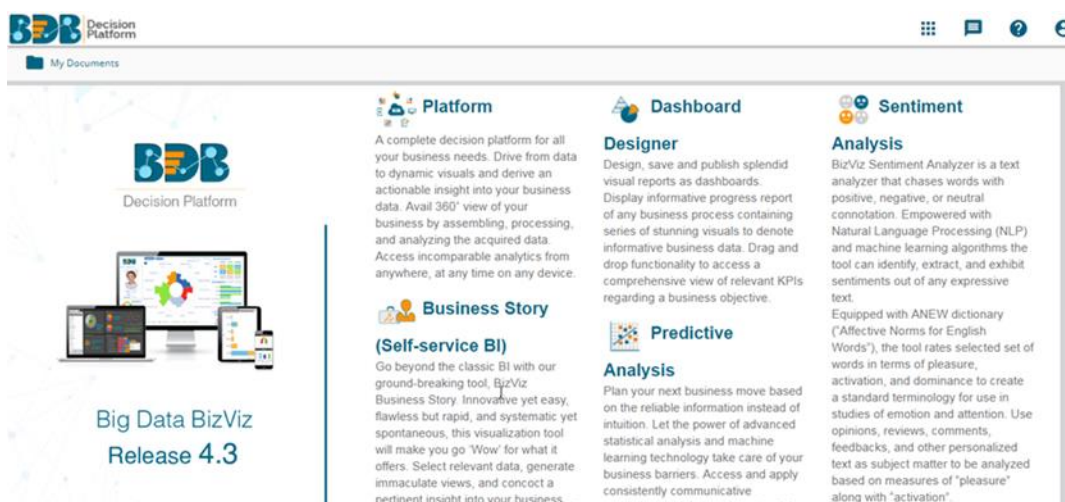 BDB Decision
Platform
My Documents
BDB
Decision Platform
Big Data BizViz
Release 4.3
Platform
A complete decision platform for all
your business needs. Drive from data
to dynamic visuals and derive an
actionable insight into your business
data. Avail 360° view of your
business by assembling, processing,
and analyzing the acquired data.
Access incomparable analytics from
anywhere, at any time on any device.
Business Story
(Self-service BI)
Go beyond the classic BI with our
ground-breaking tool, BizViz
Business Story. Innovative yet easy,
flawless but rapid, and systematic yet
spontaneous, this visualization tool
will make you go 'Wow' for what it
offers. Select relevant data, generate
immaculate views, and concoct a
pertinent insight into your business
Dashboard
Designer
Design, save and publish splendid
visual reports as dashboards.
Display informative progress report
of any business process containing
series of stunning visuals to denote
informative business data. Drag and
drop functionality to access a
comprehensive view of relevant KPIs
regarding a business objective.
Predictive
Analysis
Plan your next business move based
on the reliable information instead of
intuition. Let the power of advanced
statistical analysis and machine
learning technology take care of your
business barriers. Access and apply
consistently communicative
Sentiment
Analysis
BizViz Sentiment Analyzer is a text
analyzer that chases words with
positive, negative, or neutral
connotation. Empowered with
Natural Language Processing (NLP)
and machine learning algorithms the
tool can identify, extract, and exhibit
sentiments out of any expressive
text.
Equipped with ANEW dictionary
("Affective Norms for English
Words"), the tool rates selected set of
words in terms of pleasure,
activation, and dominance to create
a standard terminology for use in
studies of emotion and attention. Use
opinions, reviews, comments,
feedbacks, and other personalized
text as subject matter to be analyzed
based on measures of "pleasure"
along with "activation".